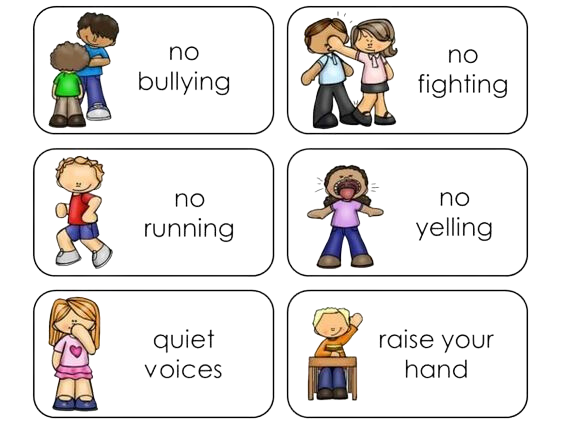 no
bullying
no
fighting
no
running
no
yelling
quiet
voices
raise your
hand